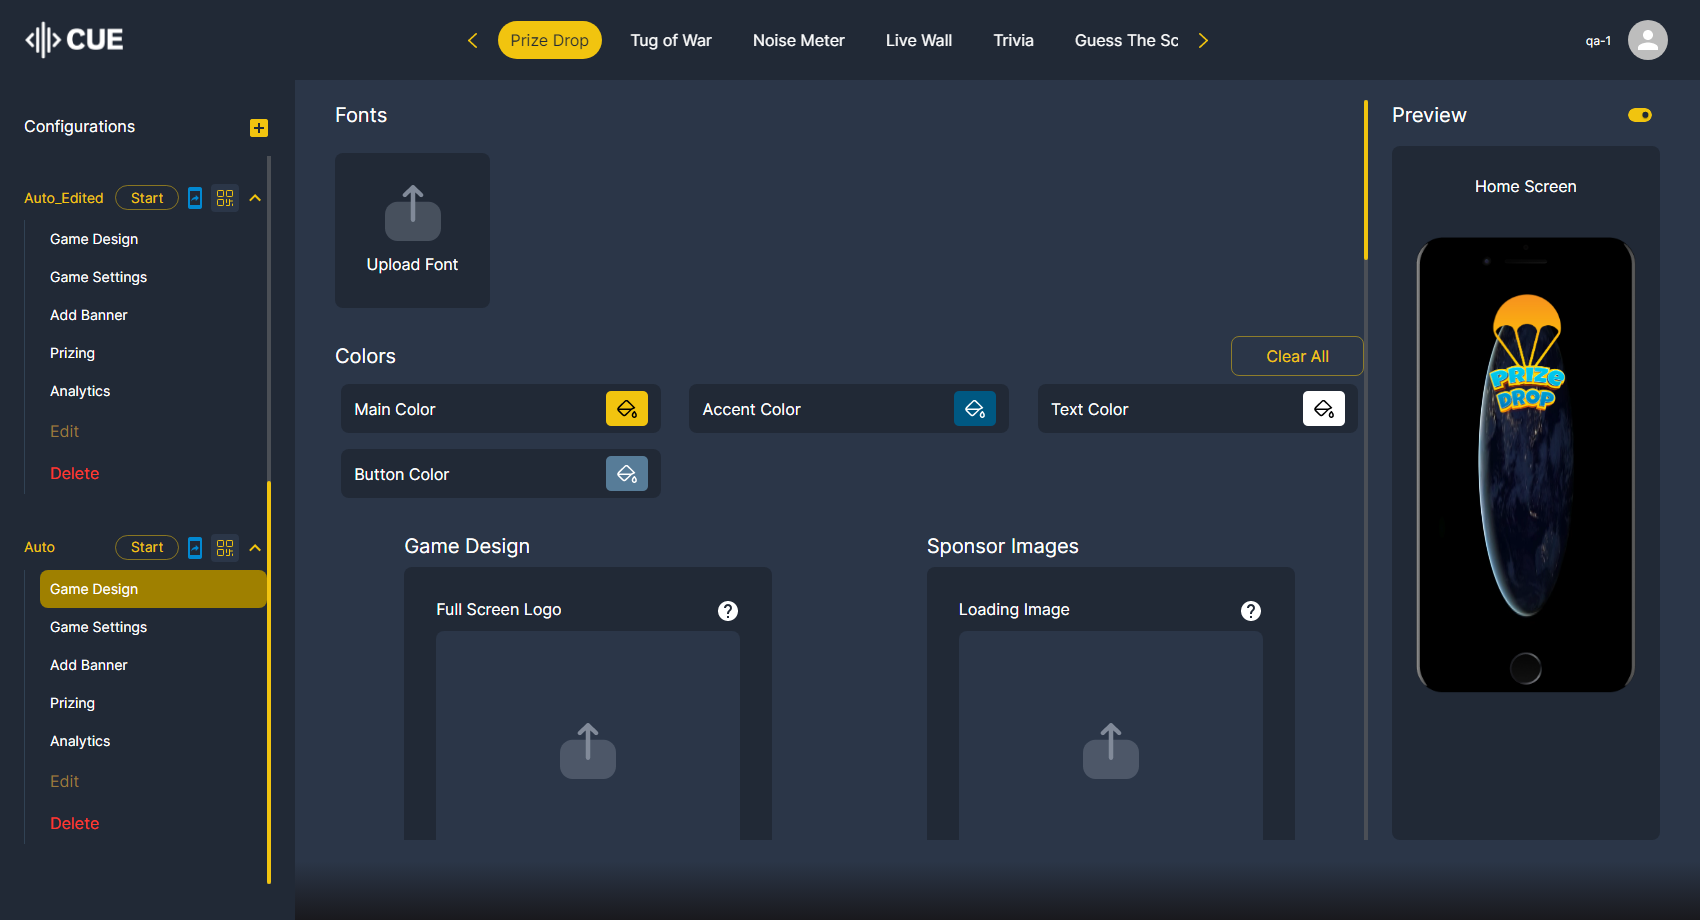 CUE
Prize Drop
Tug of War
Noise Meter
Live Wall
Trivia
Guess The Sc
qa-1
Configurations
Auto_Edited
Start
Game Design
Game Settings
Add Banner
Prizing
Analytics
Edit
Delete
Auto
Start
Game Design
Game Settings
Add Banner
Prizing
Analytics
Edit
Delete
Fonts
Upload Font
Colors
Clear All
Main Color
Accent Color
Text Color
Button Color
Game Design
Full Screen Logo
?
Sponsor Images
Loading Image
?
Preview
Home Screen
PRIZE
DROP